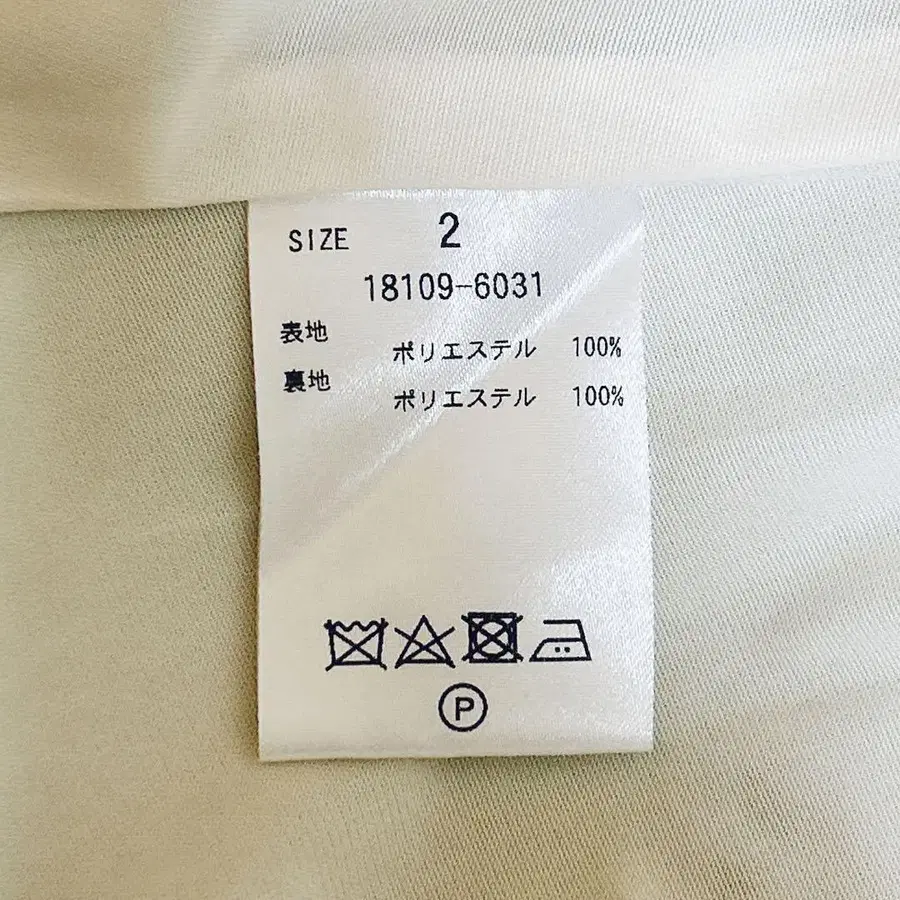 SIZE 2
18109-6031
表地 ポリエステル 100%
裏地 ポリエステル 100%
P